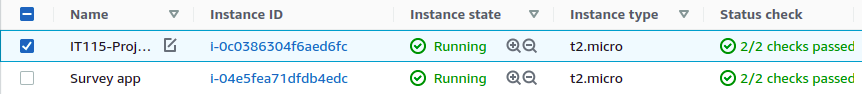 Name Instance ID Instance state Instance type Status check
IT115-Proj... i-0c0386304f6aed6fc Running t2.micro 2/2 checks passed
Survey app i-04e5fea71dfdb4edc Running t2.micro 2/2 checks passed